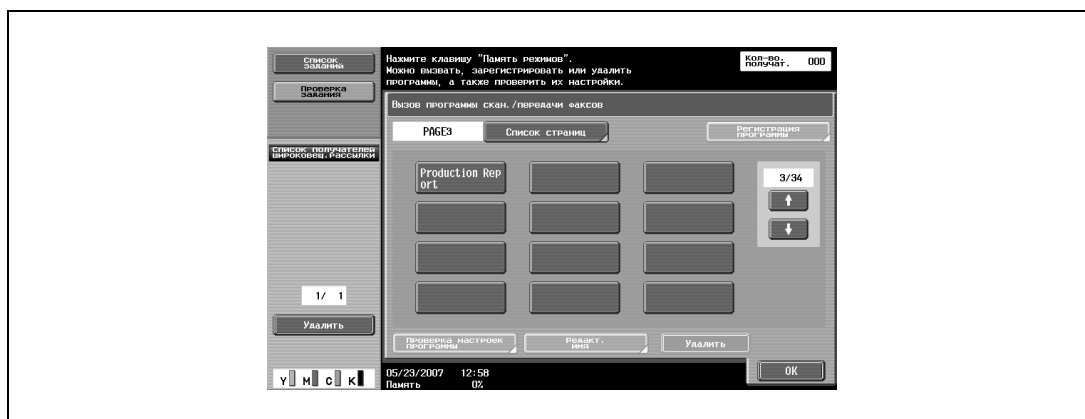 Список
заданий
Проверка
задания
Список получателей
широковещ.рассылки
1/ 1
Удалить
Y M C K
Нажмите клавишу "Память режимов".
Можно вызвать, зарегистрировать или удалить
программы, а также проверить их настройки.
Кол-во.
получат. 000
Вызов программы скан./передачи факсов
PAGE3
Список страниц
Регистрация
программы
Production Rep
ort
3/34
Проверка настроек
программы
Редакт.
имя
Удалить
05/23/2007 12:58
Память 0%
OK